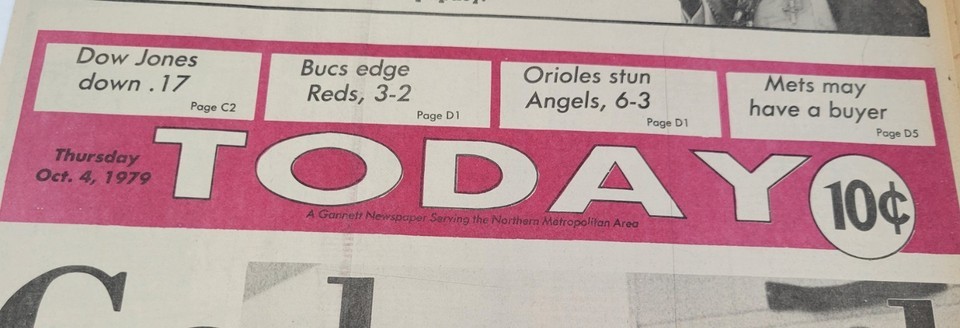 Dow Jones
down .17
Page C2
Bucs edge
Reds, 3-2
Page D1
Orioles stun
Angels, 6-3
Page D1
Mets may
have a buyer
Page D5
Thursday
Oct. 4, 1979
TODAY
10¢
A Gannett Newspaper Serving the Northern Metropolitan Area